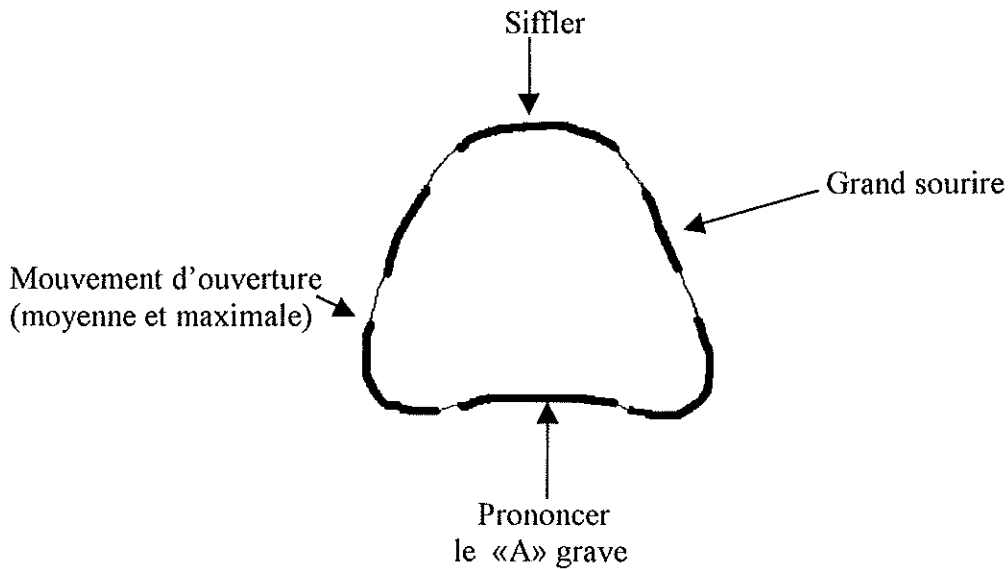 Siffler
Grand sourire
Mouvement d'ouverture
(moyenne et maximale)
Prononcer
le «A» grave